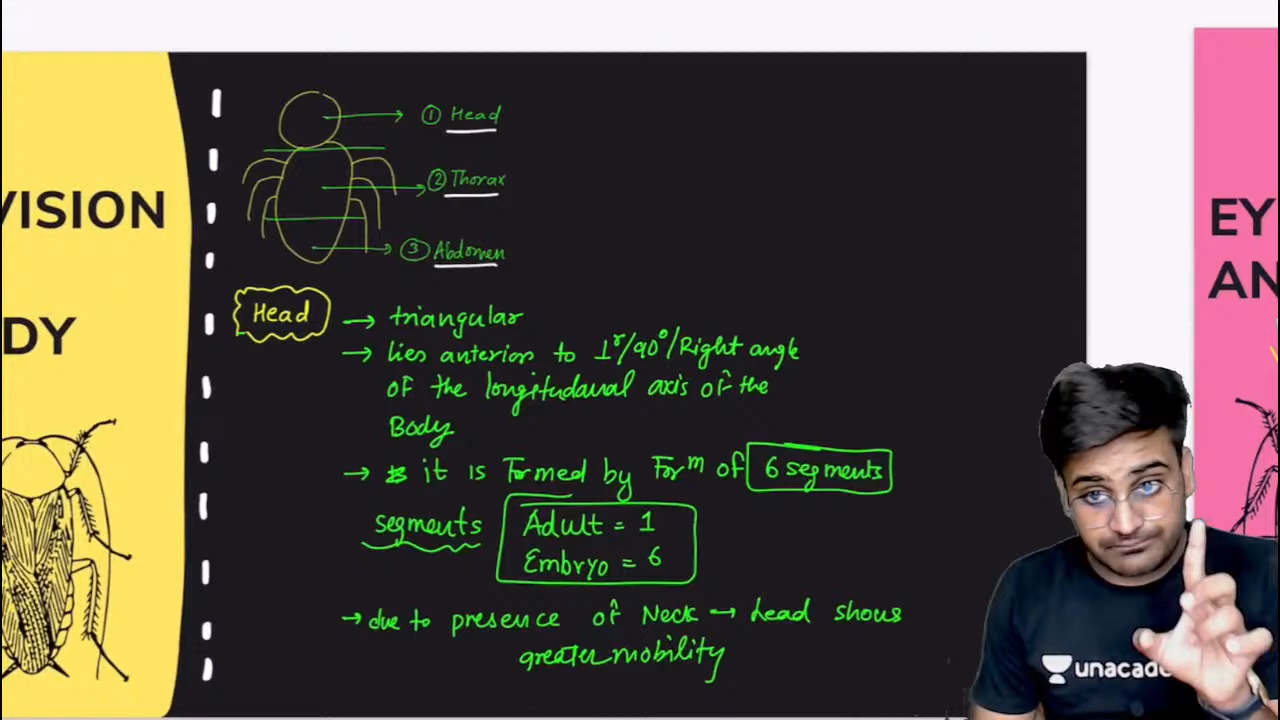 VISION
DY
① Head
② Thorax
③ Abdomen
Head
→ triangular
→ lies anterior to ⊥r/90°/Right angle
of the longitudanal axis of the
Body
→ it is Formed by Form of 6 segments
segments
Adult = 1
Embryo = 6
→ due to presence of Neck → head shows
greater mobility
EY
AN
unacade